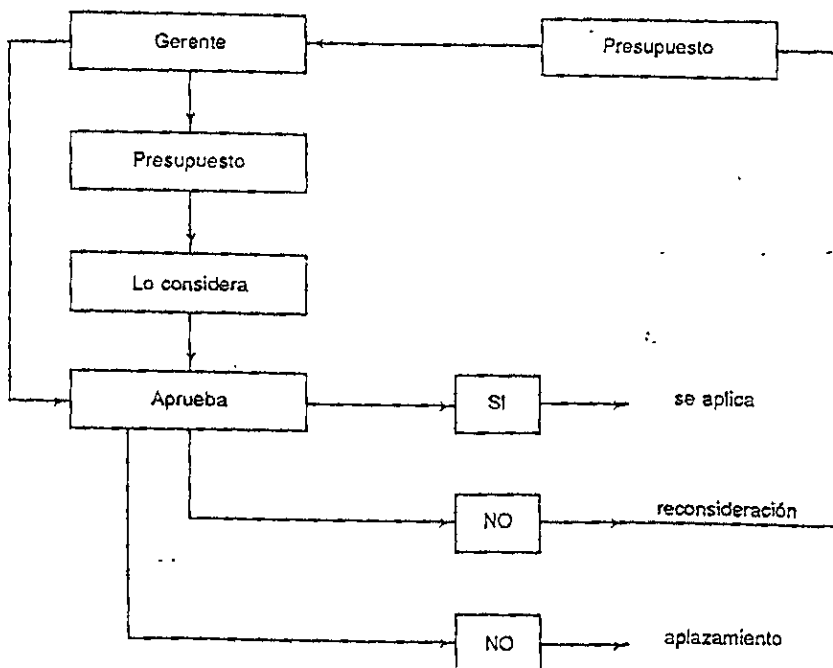 Gerente
Presupuesto
Presupuesto
Lo considera
Aprueba
SI
se aplica
NO
reconsideración
NO
aplazamiento